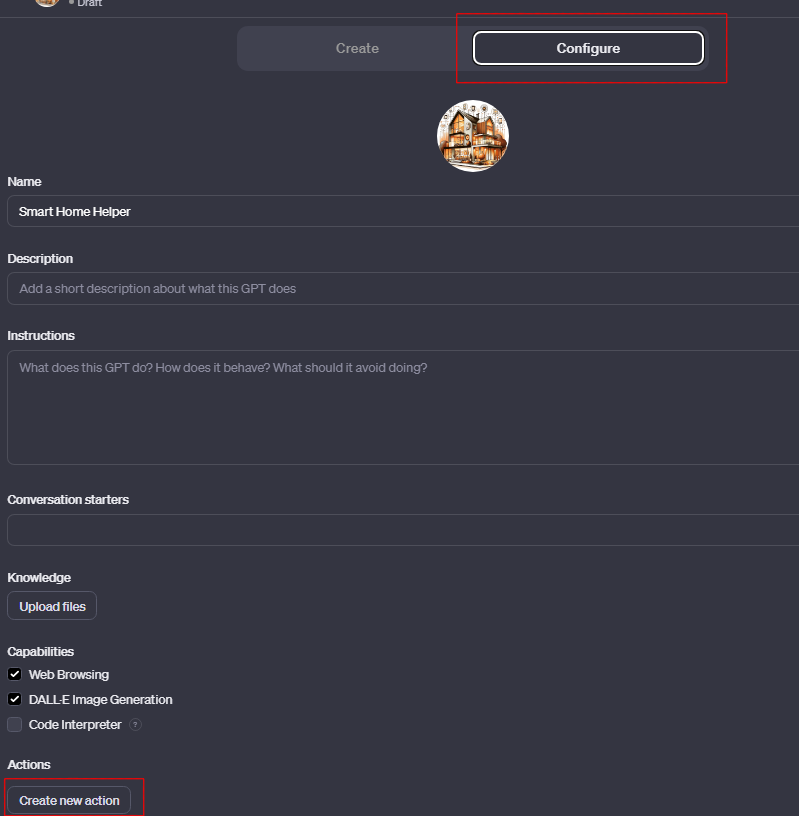 Draft
Create
Configure
Name
Smart Home Helper
Description
Add a short description about what this GPT does
Instructions
What does this GPT do? How does it behave? What should it avoid doing?
Conversation starters
Knowledge
Upload files
Capabilities
Web Browsing
DALL·E Image Generation
Code Interpreter ?
Actions
Create new action